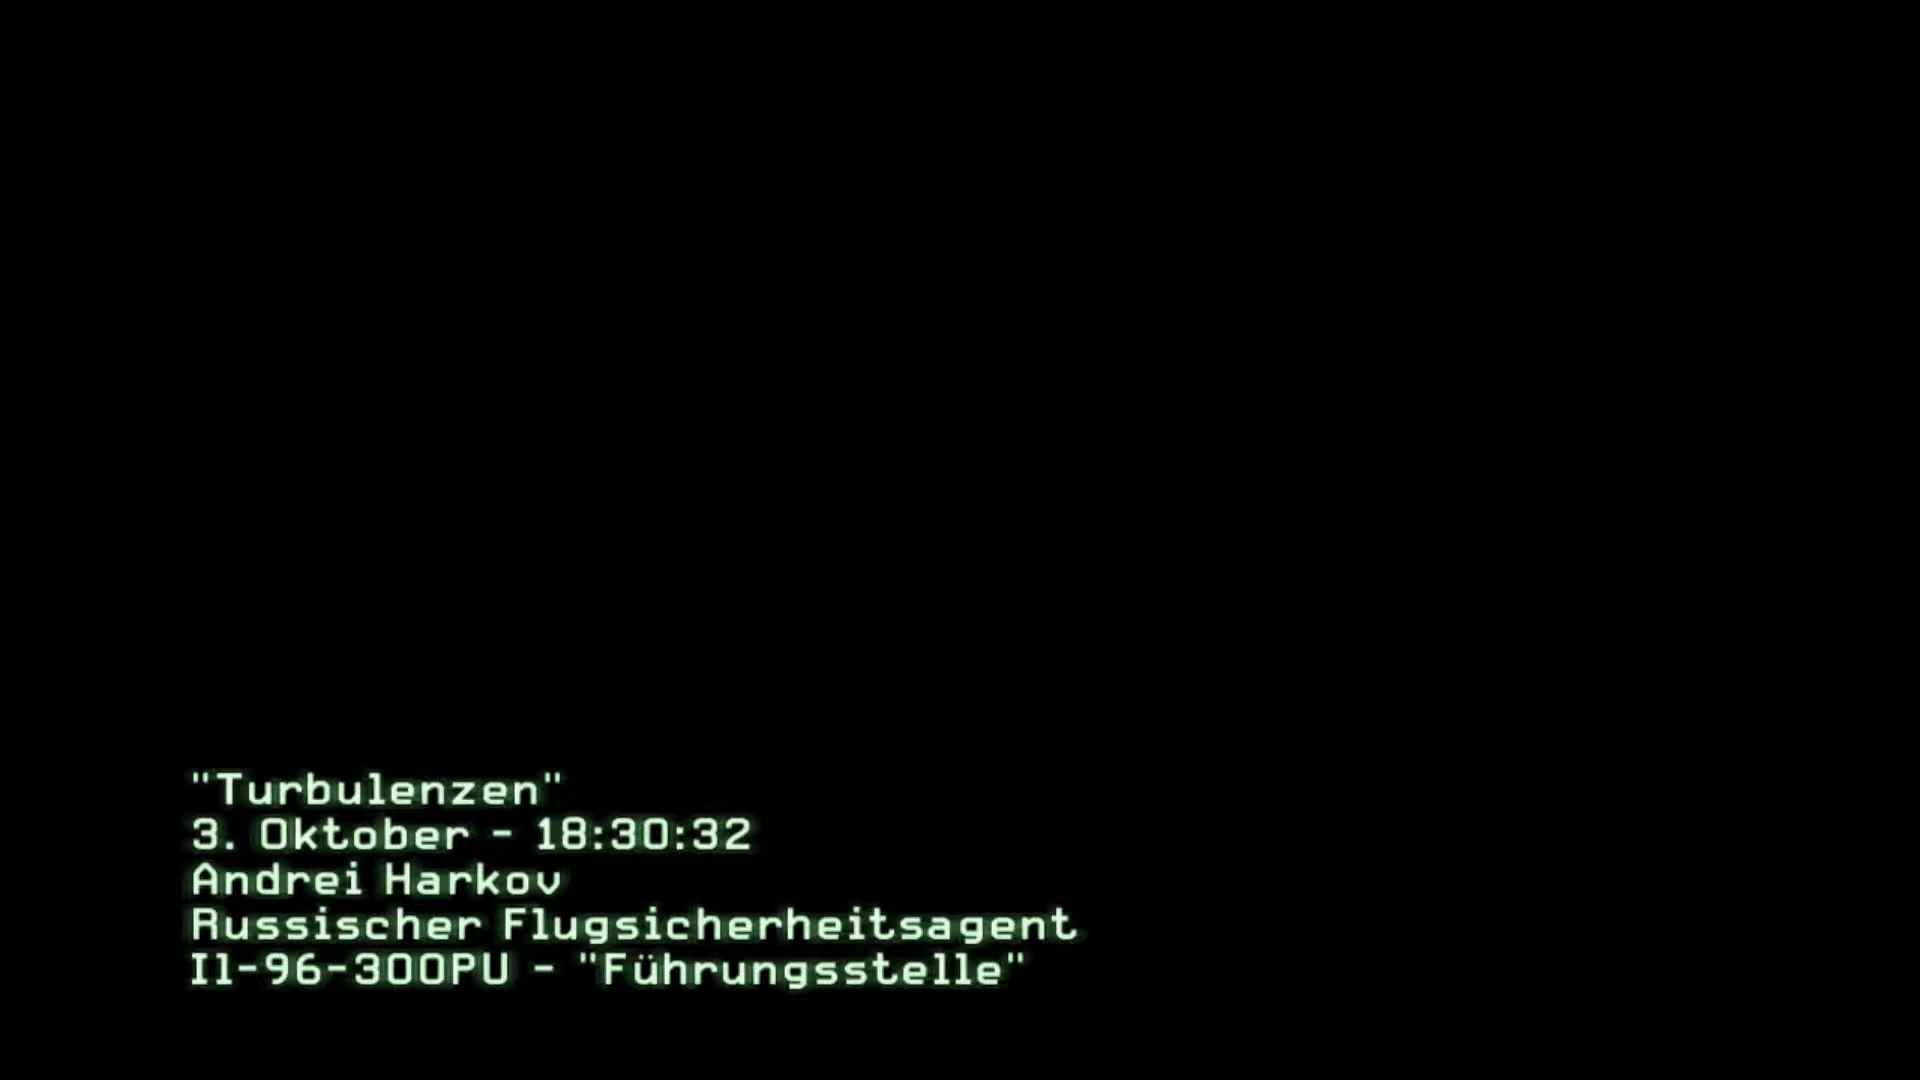 "Turbulenzen"
3. Oktober - 18:30:32
Andrei Harkov
Russischer Flugsicherheitsagent
Il-96-300PU - "Führungsstelle"